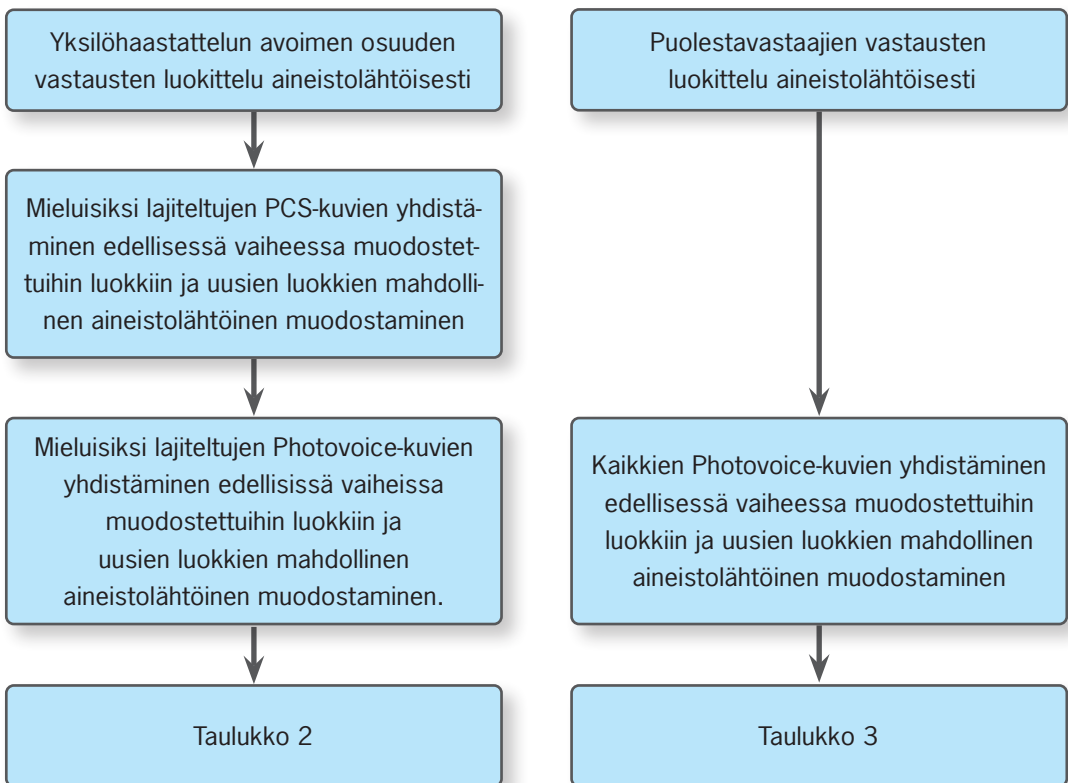 Yksilöhaastattelun avoimen osuuden
vastausten luokittelu aineistolähtöisesti
Mieluisiksi lajiteltujen PCS-kuvien yhdistä-
minen edellisessä vaiheessa muodostet-
tuihin luokkiin ja uusien luokkien mahdolli-
nen aineistolähtöinen muodostaminen
Mieluisiksi lajiteltujen Photovoice-kuvien
yhdistäminen edellisissä vaiheissa
muodostettuihin luokkiin ja
uusien luokkien mahdollinen
aineistolähtöinen muodostaminen.
Taulukko 2
Puolestavastaajien vastausten
luokittelu aineistolähtöisesti
Kaikkien Photovoice-kuvien yhdistäminen
edellisessä vaiheessa muodostettuihin
luokkiin ja uusien luokkien mahdollinen
aineistolähtöinen muodostaminen
Taulukko 3